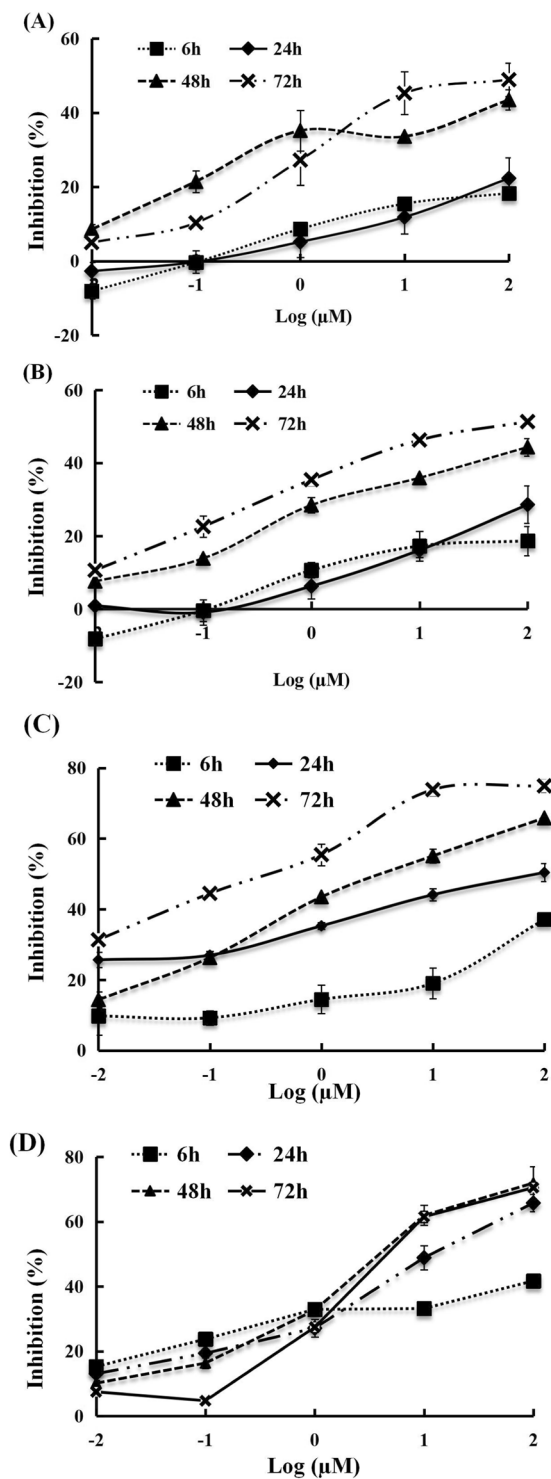 (A)
60
6h 24h
48h 72h
40
20
0
-1 0 1 2
-20
Inhibition (%)
Log (µM)
(B)
60
6h 24h
48h 72h
40
20
0
-1 0 1 2
-20
Inhibition (%)
Log (µM)
(C)
80
6h 24h
48h 72h
60
40
20
0
-2 -1 0 1 2
Inhibition (%)
Log (µM)
(D)
80
6h 24h
48h 72h
60
40
20
0
-2 -1 0 1 2
Inhibition (%)
Log (µM)